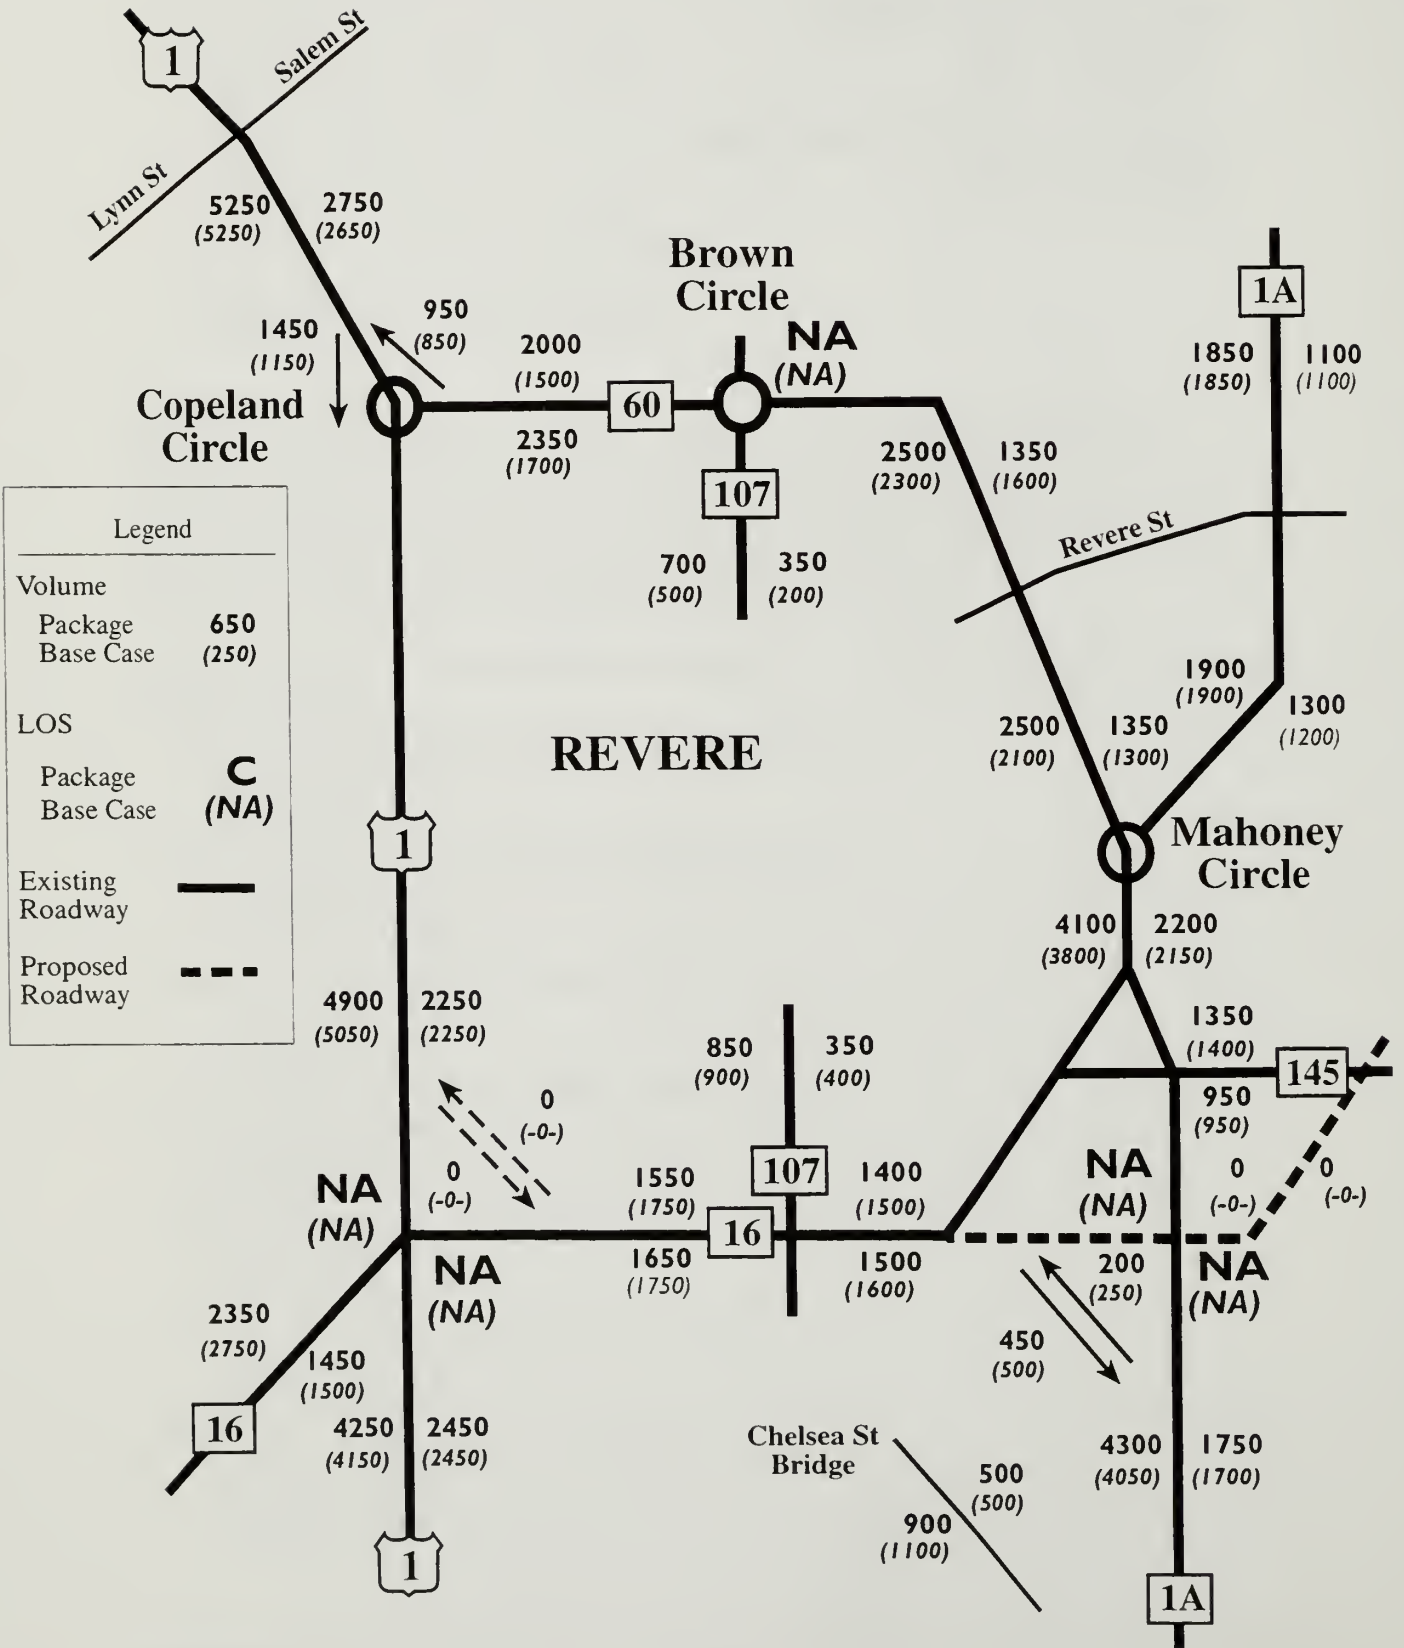 1
Salem St
Lynn St
5250
(5250)
2750
(2650)
Brown
Circle
1A
950
(850)
1450
(1150)
2000
(1500)
NA
(NA)
1850
(1850)
1100
(1100)
Copeland
Circle
60
2350
(1700)
2500
(2300)
1350
(1600)
107
Revere St
700
(500)
350
(200)
Legend
Volume
Package 650
Base Case (250)
LOS
Package C
Base Case (NA)
Existing
Roadway
Proposed
Roadway
1900
(1900)
1300
(1200)
2500
(2100)
1350
(1300)
REVERE
1
Mahoney
Circle
4100
(3800)
2200
(2150)
4900
(5050)
2250
(2250)
850
(900)
350
(400)
1350
(1400)
145
950
(950)
0
(-0-)
0
(-0-)
NA
(NA)
1550
(1750)
107
1400
(1500)
NA
(NA)
0
(-0-)
0
(-0-)
16
1650
(1750)
1500
(1600)
NA
(NA)
200
(250)
NA
(NA)
2350
(2750)
1450
(1500)
450
(500)
16
4250
(4150)
2450
(2450)
Chelsea St
Bridge
500
(500)
900
(1100)
4300
(4050)
1750
(1700)
1
1A